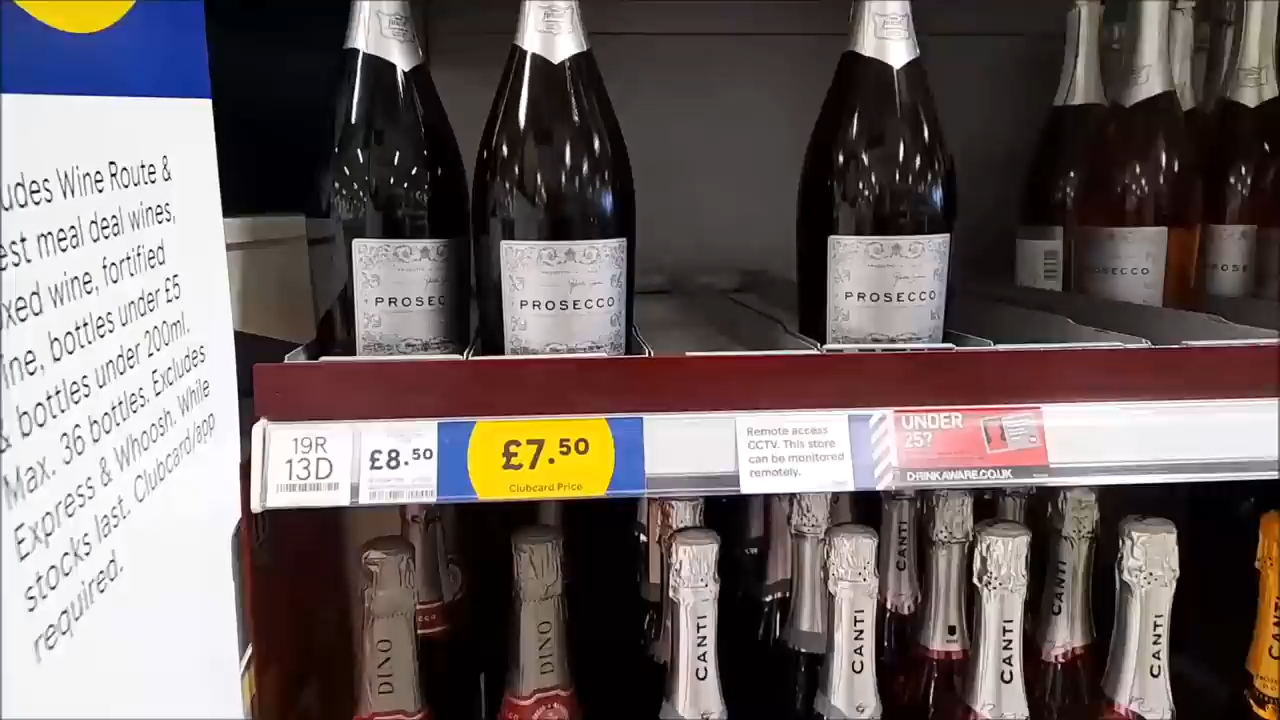 udes Wine Route &
est meal deal wines,
xed wine, fortified
ine, bottles under £5
& bottles under 200ml.
Max. 36 bottles. Excludes
Express & Whoosh. While
stocks last. Clubcard/app
required.
PROSEC
PROSECCO
PROSECCO
PROSECCO
PROSE
19R
13D
£8.50
£7.50
Clubcard Price
Remote access
CCTV. This store
can be monitored
remotely.
UNDER
25?
DRINKAWARE.CO.UK
DINO
DINO
CANTI
CANTI
CANTI
CANTI
CANTI
CANTI